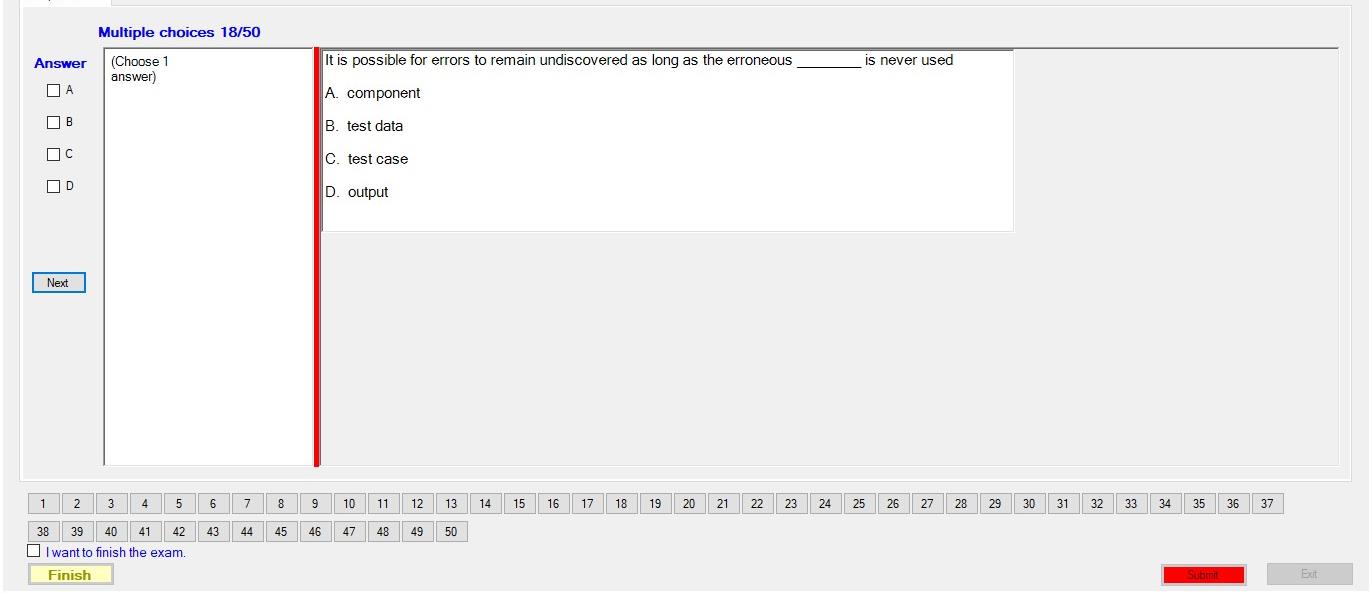 Multiple choices 18/50
Answer
A
B
C
D
Next
(Choose 1
answer)
It is possible for errors to remain undiscovered as long as the erroneous ________ is never used
A. component
B. test data
C. test case
D. output
1 2 3 4 5 6 7 8 9 10 11 12 13 14 15 16 17 18 19 20 21 22 23 24 25 26 27 28 29 30 31 32 33 34 35 36 37
38 39 40 41 42 43 44 45 46 47 48 49 50
I want to finish the exam.
Finish
Submit
Exit